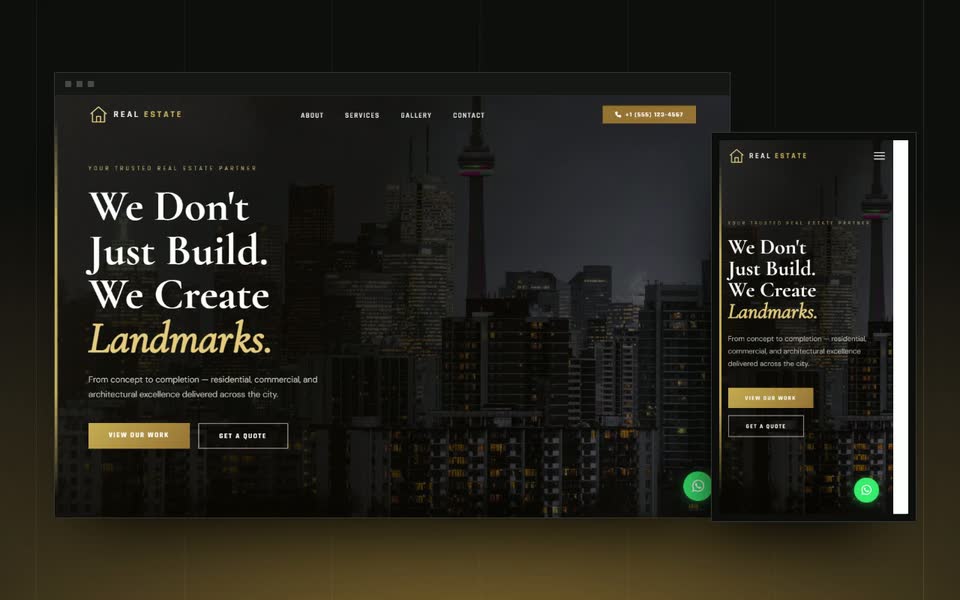 REAL ESTATE
ABOUT SERVICES GALLERY CONTACT
+1 (555) 123-4567
YOUR TRUSTED REAL ESTATE PARTNER
We Don't
Just Build.
We Create
Landmarks.
From concept to completion — residential, commercial, and
architectural excellence delivered across the city.
VIEW OUR WORK
GET A QUOTE
REAL ESTATE
YOUR TRUSTED REAL ESTATE PARTNER
We Don't
Just Build.
We Create
Landmarks.
From concept to completion — residential,
commercial, and architectural excellence
delivered across the city.
VIEW OUR WORK
GET A QUOTE